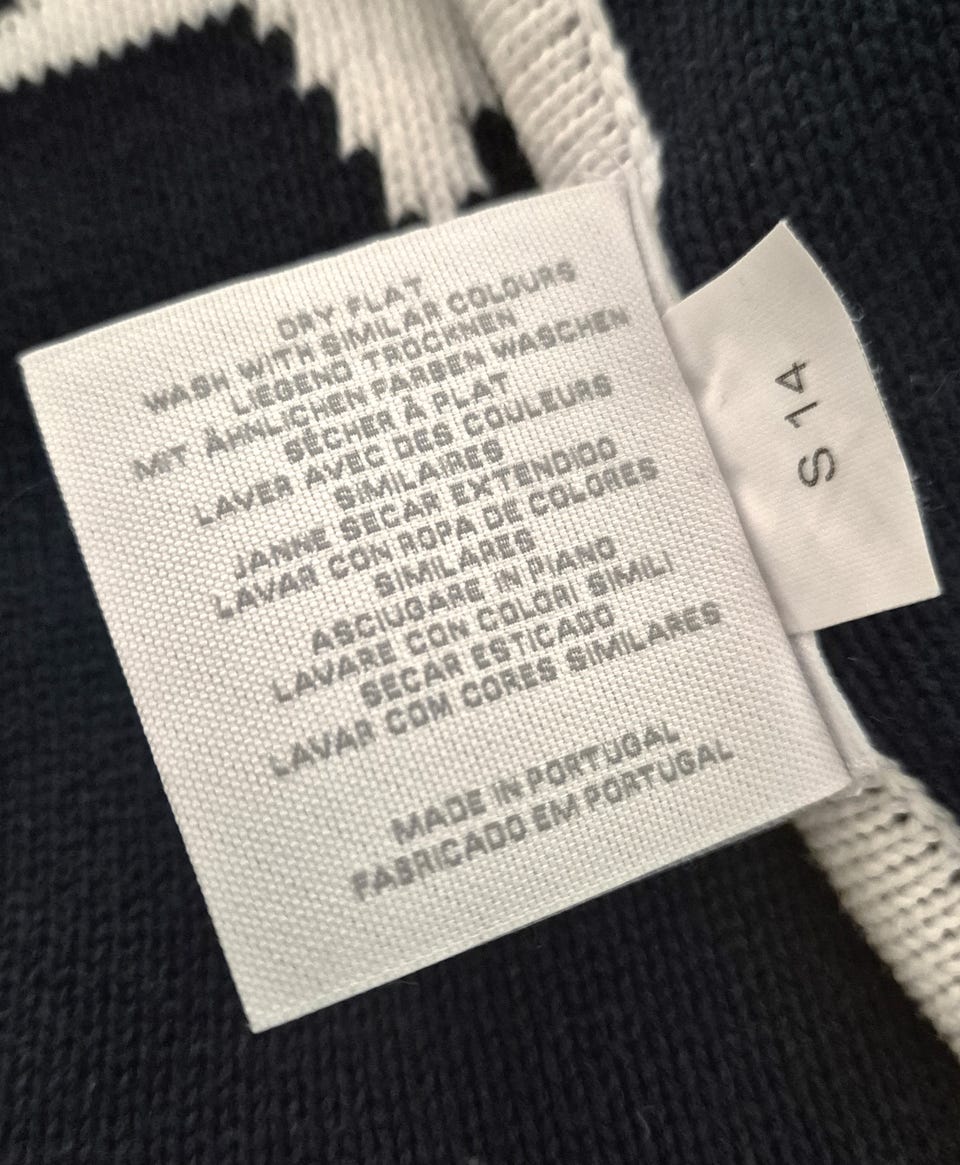 DRY FLAT
WASH WITH SIMILAR COLOURS
LIEGEND TROCKNEN
MIT ÄHNLICHEN FARBEN WASCHEN
SÉCHER À PLAT
LAVER AVEC DES COULEURS
SIMILAIRES
JANNE SECAR EXTENDIDO
LAVAR CON ROPA DE COLORES
SIMILARES
ASCIUGARE IN PIANO
LAVARE CON COLORI SIMILI
SECAR ESTICADO
LAVAR COM CORES SIMILARES
MADE IN PORTUGAL
FABRICADO EM PORTUGAL
S 14